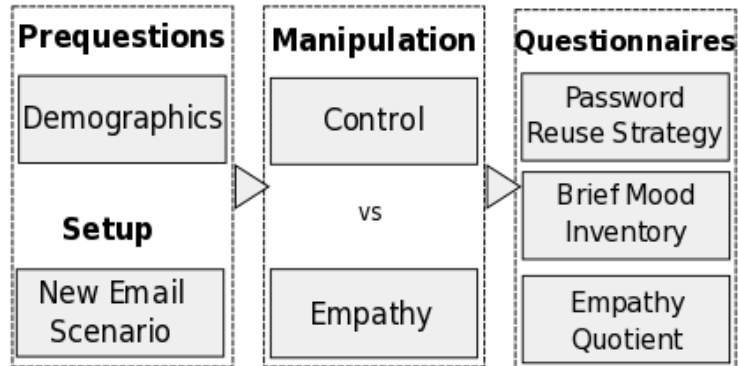 Prequestions
Demographics
Setup
New Email
Scenario
Manipulation
Control
vs
Empathy
Questionnaires
Password
Reuse Strategy
Brief Mood
Inventory
Empathy
Quotient